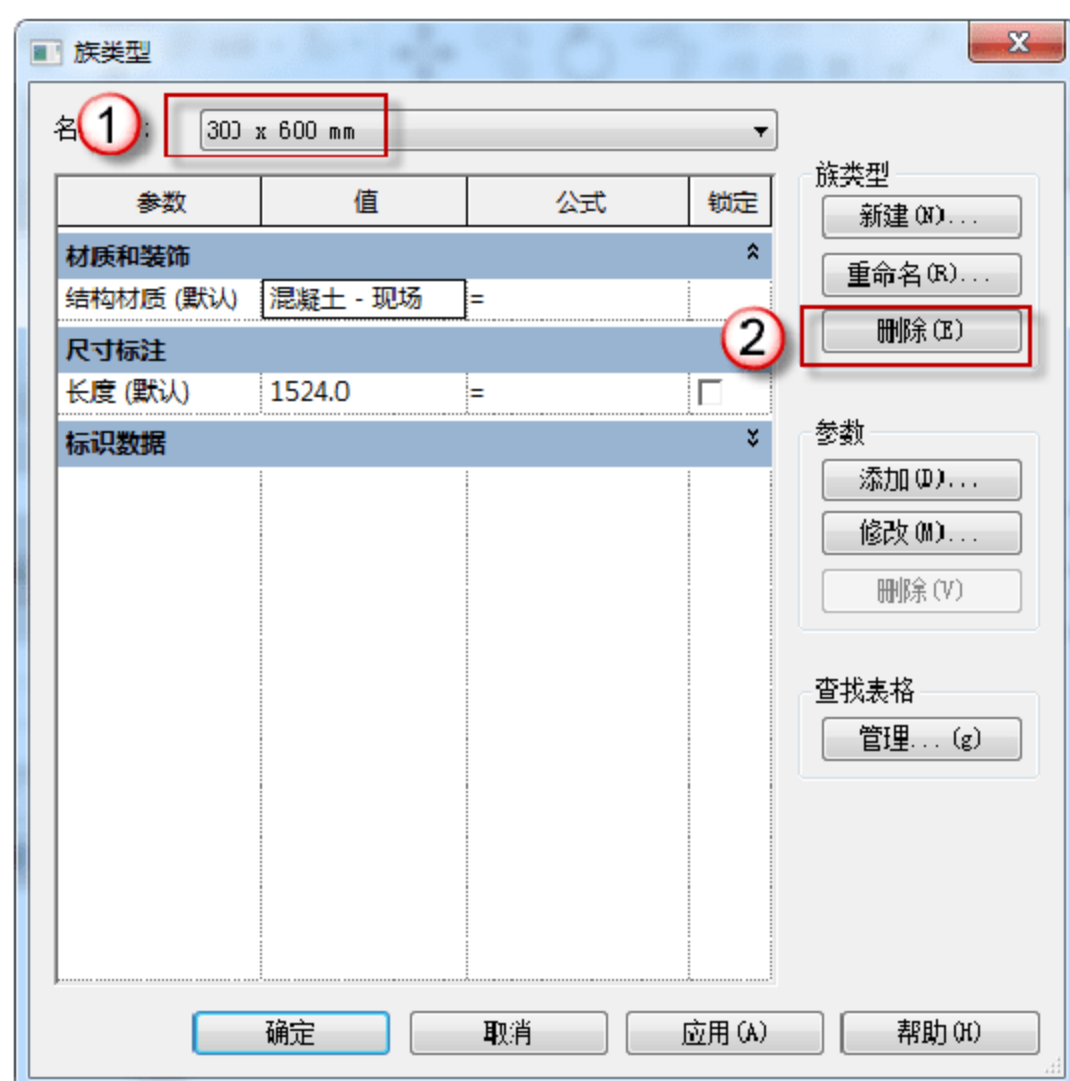 族类型
名
1
:
300 x 600 mm
参数 值 公式 锁定
材质和装饰
结构材质 (默认) 混凝土 - 现场 =
尺寸标注
长度 (默认) 1524.0 =
标识数据
族类型
新建(N)...
重命名(R)...
2
删除(E)
参数
添加(D)...
修改(M)...
删除(V)
查找表格
管理... (g)
确定 取消 应用(A) 帮助(H)